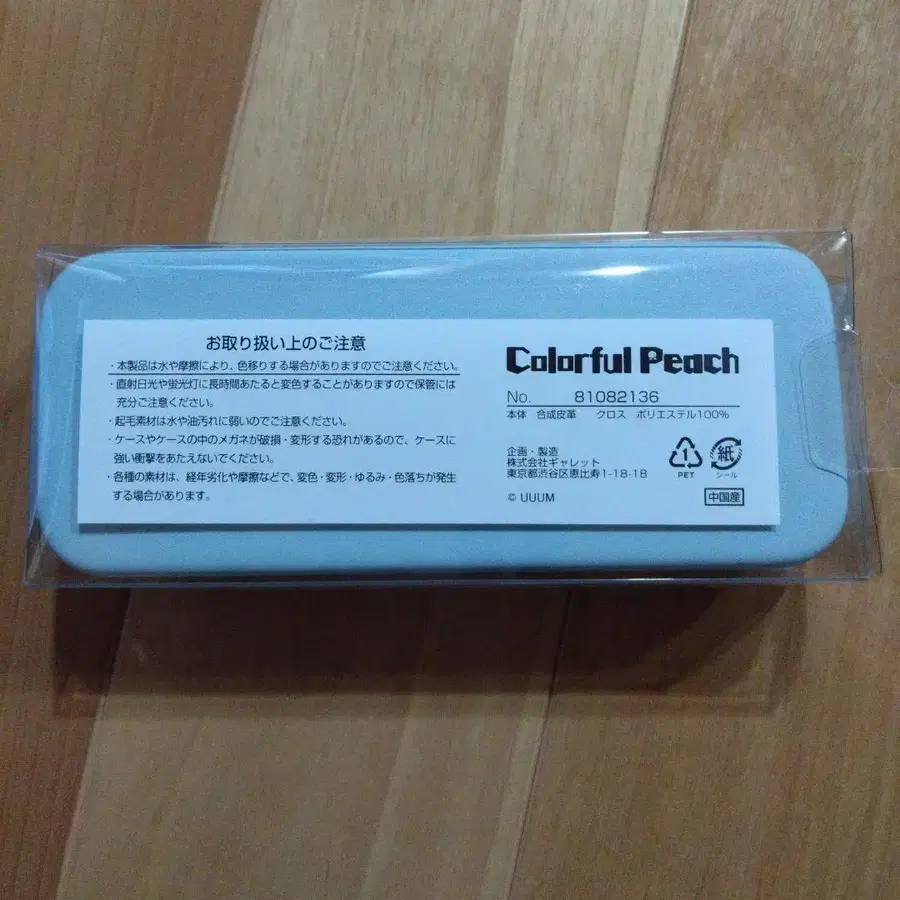 お取り扱い上のご注意
・本製品は水や摩擦により、色移りする場合がありますのでご注意ください。
・直射日光や蛍光灯に長時間あたると変色することがありますので保管には
充分ご注意ください。
・起毛素材は水や油汚れに弱いのでご注意ください。
・ケースやケースの中のメガネが破損・変形する恐れがあるので、ケースに
強い衝撃をあたえないでください。
・各種の素材は、経年劣化や摩擦などで、変色・変形・ゆるみ・色落ちが発生
する場合があります。
Colorful Peach
No. 81082136
本体 合成皮革 クロス ポリエステル100%
企画・製造
株式会社ギャレット
東京都渋谷区恵比寿1-18-18
© UUUM
1
PET
紙
シール
中国産